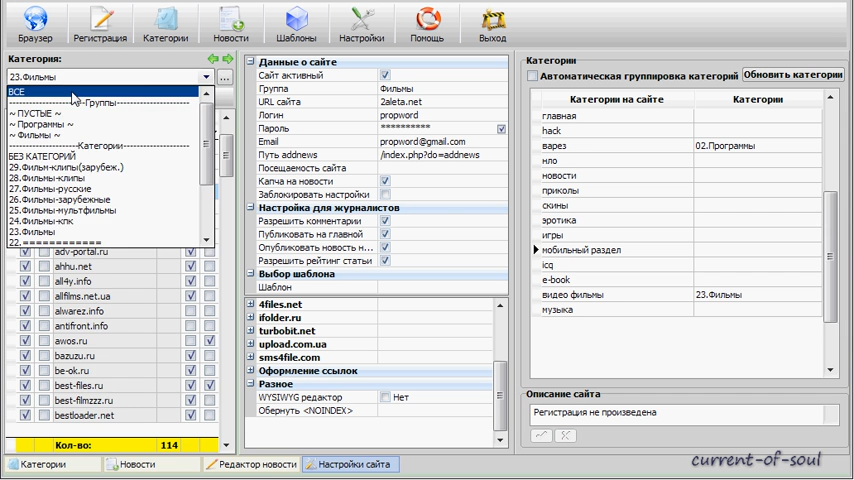 Браузер
Регистрация
Категории
Новости
Шаблоны
Настройки
Помощь
Выход
Категория:
23.Фильмы
ВСЕ
-Группы-
~ ПУСТЫЕ ~
~ Программы ~
~ Фильмы ~
-Категории-
БЕЗ КАТЕГОРИЙ
29.Фильм-клипы(зарубеж.)
28.Фильмы-клипы
27.Фильмы-русские
26.Фильмы-зарубежные
25.Фильмы-мультфильмы
24.Фильмы-кпк
23.Фильмы
22.============
adv-portal.ru
ahhu.net
all4y.info
allfilms.net.ua
alwarez.info
antifront.info
awos.ru
bazuzu.ru
be-ok.ru
best-files.ru
best-filmzzz.ru
bestloader.net
Кол-во: 114
Данные о сайте
Сайт активный
Группа Фильмы
URL сайта 2aleta.net
Логин propword
Пароль **********
Email propword@gmail.com
Путь addnews /index.php?do=addnews
Посещаемость сайта
Капча на новости
Заблокировать настройки
Настройка для журналистов
Разрешить комментарии
Публиковать на главной
Опубликовать новость н...
Разрешить рейтинг статьи
Выбор шаблона
Шаблон
4files.net
ifolder.ru
turbobit.net
upload.com.ua
sms4file.com
Оформление ссылок
Разное
WYSIWYG редактор Нет
Обернуть <NOINDEX>
Категории
Автоматическая группировка категорий
Обновить категории
Категории на сайте Категории
главная
hack
варез 02.Программы
нло
новости
приколы
скины
эротика
игры
мобильный раздел
icq
e-book
видео фильмы 23.Фильмы
музыка
Описание сайта
Регистрация не произведена
Категории
Новости
Редактор новости
Настройки сайта
current-of-soul